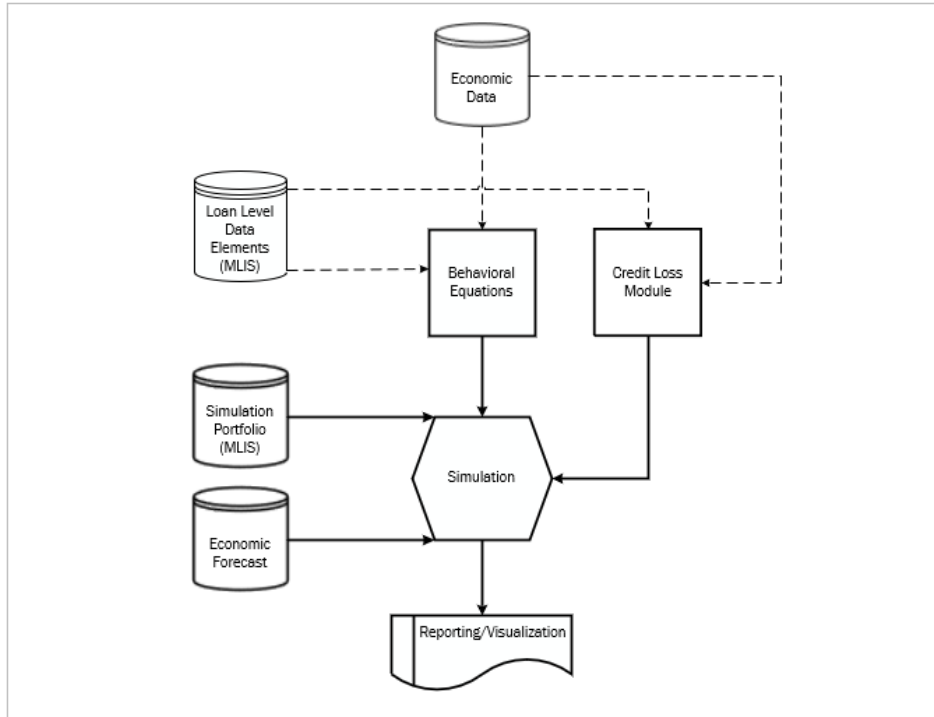 Economic
Data
Loan Level
Data
Elements
(MLIS)
Behavioral
Equations
Credit Loss
Module
Simulation
Portfolio
(MLIS)
Simulation
Economic
Forecast
Reporting/Visualization